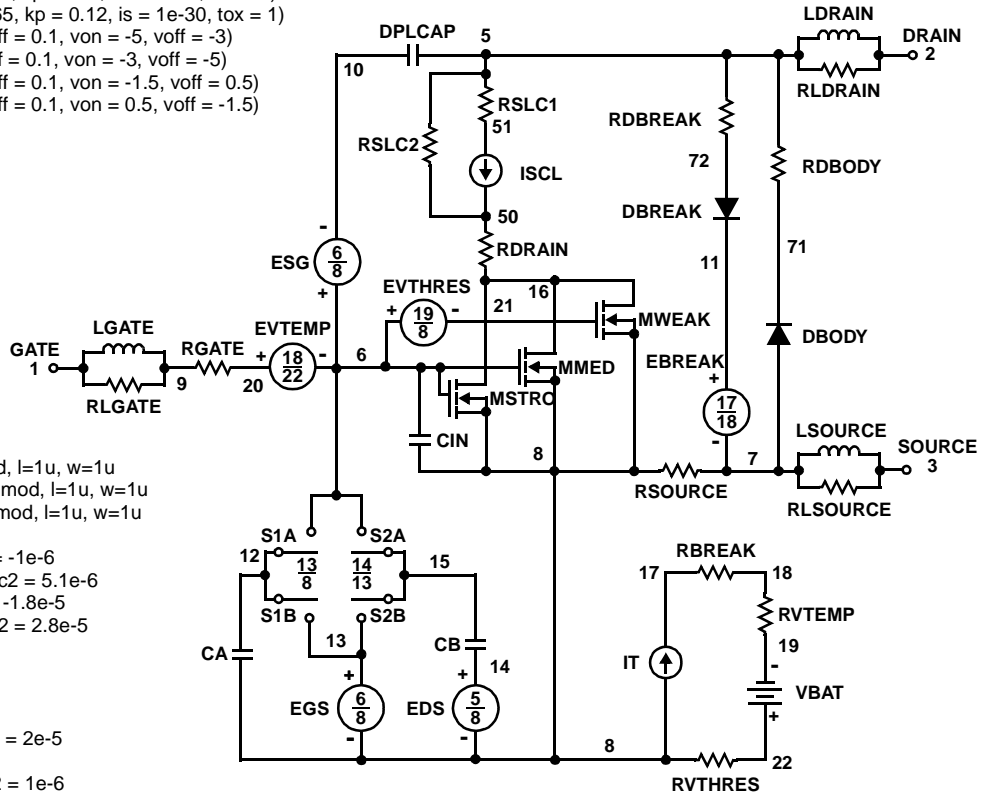 65, kp = 0.12, is = 1e-30, tox = 1)
ff = 0.1, von = -5, voff = -3)
f = 0.1, von = -3, voff = -5)
ff = 0.1, von = -1.5, voff = 0.5)
ff = 0.1, von = 0.5, voff = -1.5)
DPLCAP
5
10
LDRAIN
DRAIN
2
RLDRAIN
RSLC1
51
RSLC2
ISCL
50
RDRAIN
RDBREAK
72
DBREAK
11
RDBODY
71
DBODY
ESG
6
8
-
+
EVTHRES
+
19
8
-
21
16
MWEAK
MMED
MSTRO
EBREAK
+
17
18
-
LGATE
GATE
1
RLGATE
9
RGATE
20
EVTEMP
+
18
22
-
6
CIN
8
RSOURCE
7
LSOURCE
SOURCE
3
RLSOURCE
d, l=1u, w=1u
mod, l=1u, w=1u
mod, l=1u, w=1u
= -1e-6
c2 = 5.1e-6
-1.8e-5
2 = 2.8e-5
= 2e-5
2 = 1e-6
S1A
S2A
12
13
8
14
13
15
S1B
S2B
13
CA
CB
14
+
EGS
6
8
-
+
EDS
5
8
-
8
RBREAK
17
18
RVTEMP
19
IT
-
VBAT
+
22
RVTHRES